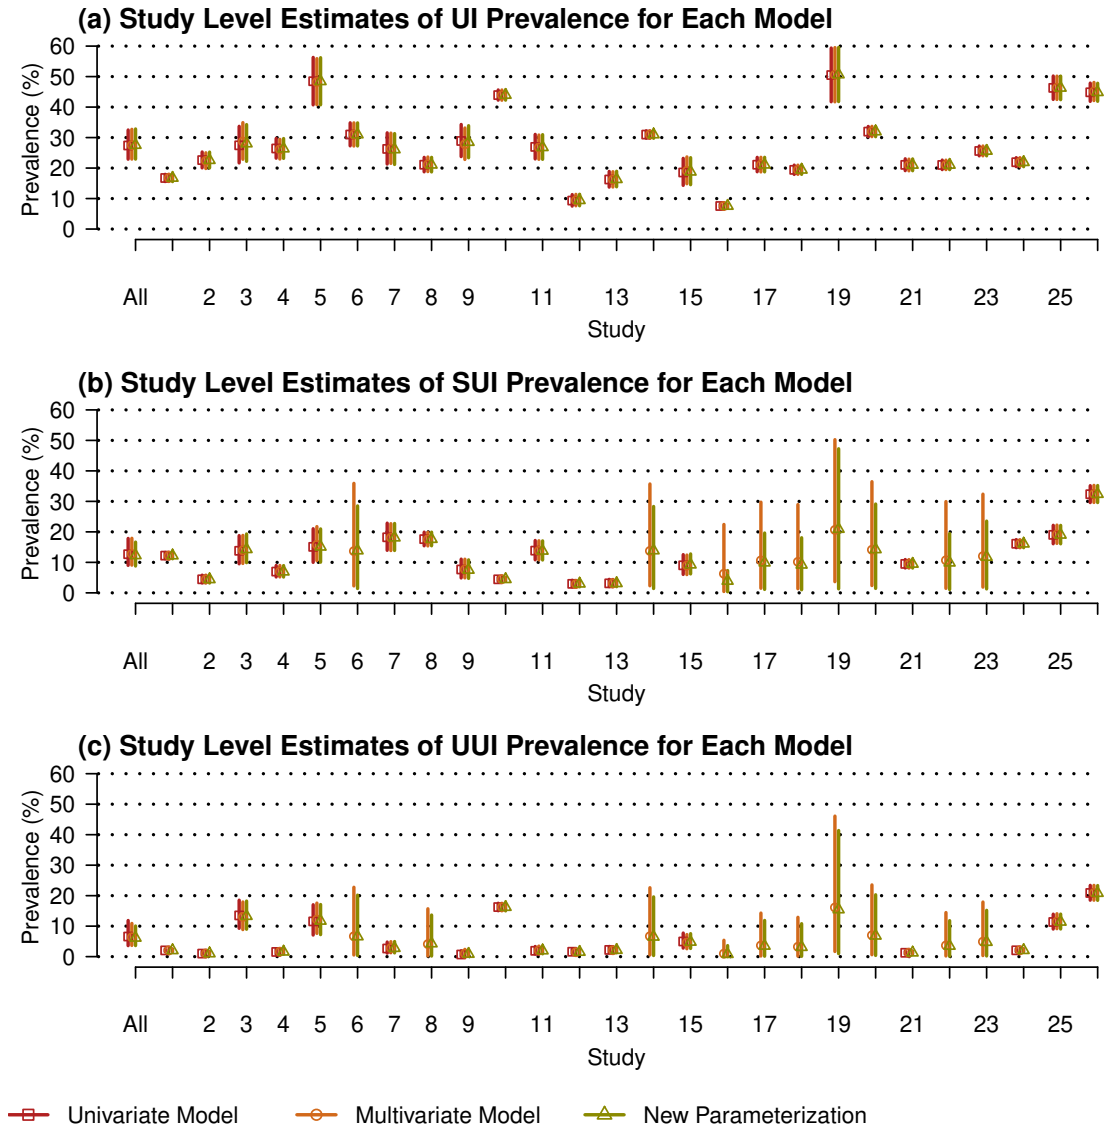 (a) Study Level Estimates of UI Prevalence for Each Model
Prevalence (%)
60
50
40
30
20
10
0
All 2 3 4 5 6 7 8 9 11 13 15 17 19 21 23 25
Study
(b) Study Level Estimates of SUI Prevalence for Each Model
Prevalence (%)
60
50
40
30
20
10
0
All 2 3 4 5 6 7 8 9 11 13 15 17 19 21 23 25
Study
(c) Study Level Estimates of UUI Prevalence for Each Model
Prevalence (%)
60
50
40
30
20
10
0
All 2 3 4 5 6 7 8 9 11 13 15 17 19 21 23 25
Study
Univariate Model Multivariate Model New Parameterization